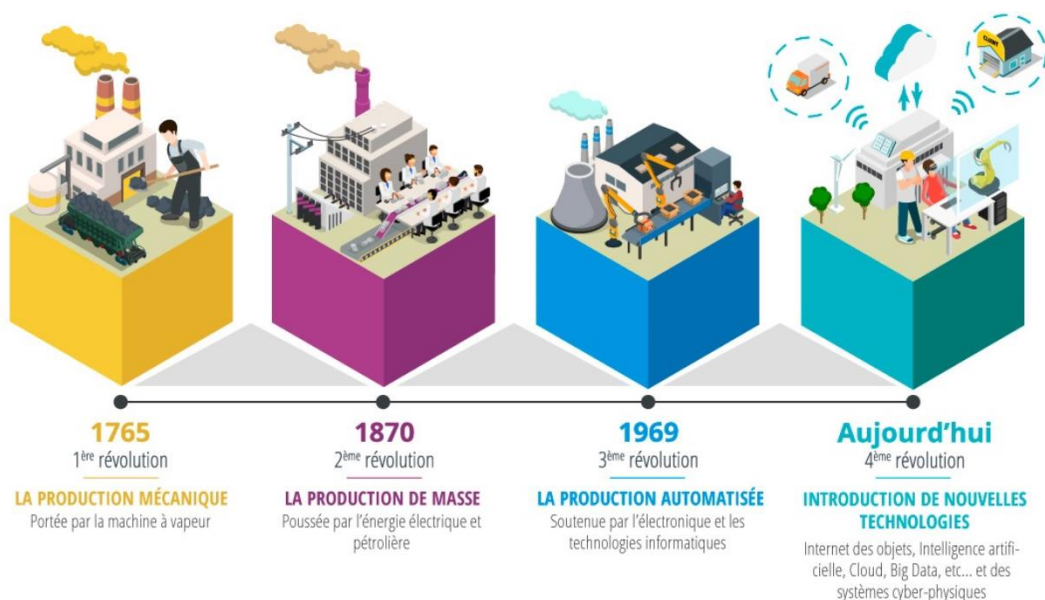 CLIENT
1765
1ère révolution
LA PRODUCTION MÉCANIQUE
Portée par la machine à vapeur
1870
2ème révolution
LA PRODUCTION DE MASSE
Poussée par l'énergie électrique et
pétrolière
1969
3ème révolution
LA PRODUCTION AUTOMATISÉE
Soutenue par l'électronique et les
technologies informatiques
Aujourd'hui
4ème révolution
INTRODUCTION DE NOUVELLES
TECHNOLOGIES
Internet des objets, Intelligence artifi-
cielle, Cloud, Big Data, etc... et des
systèmes cyber-physiques